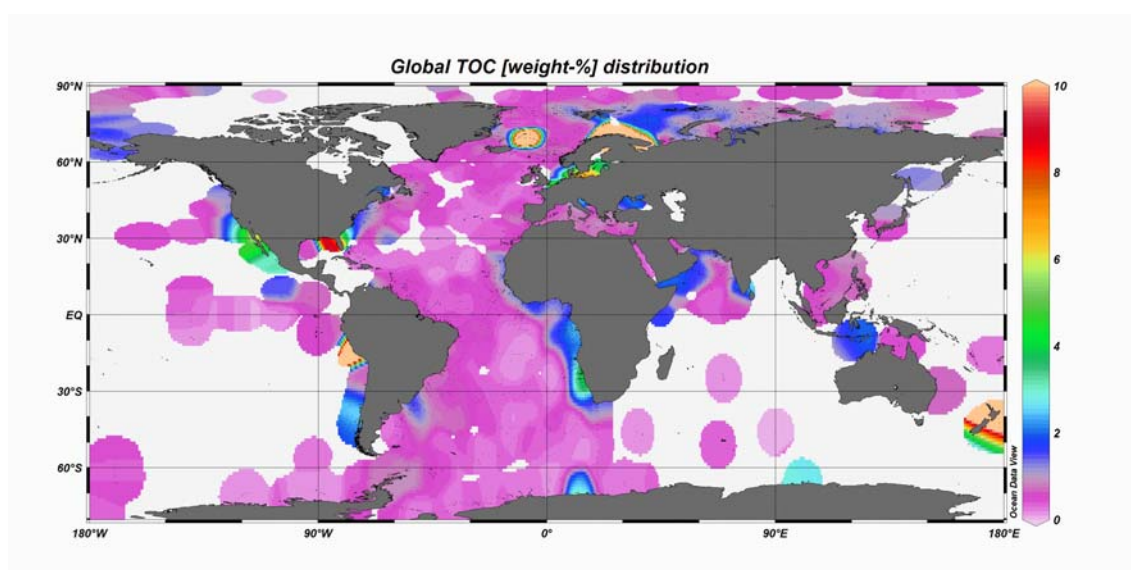 Global TOC [weight-%] distribution
90°N
60°N
30°N
EQ
30°S
60°S
180°W
90°W
0°
90°E
180°E
10
8
6
4
2
0
Ocean Data View